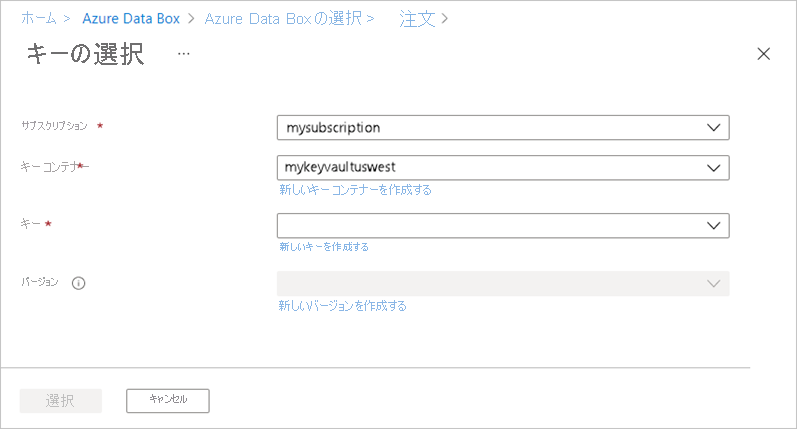 ホーム > Azure Data Box > Azure Data Boxの選択 > 注文 >
キーの選択 ...
サブスクリプション * mysubscription
キー コンテナー* mykeyvaultuswest
新しいキー コンテナーを作成する
キー *
新しいキーを作成する
バージョン
新しいバージョンを作成する
選択 キャンセル